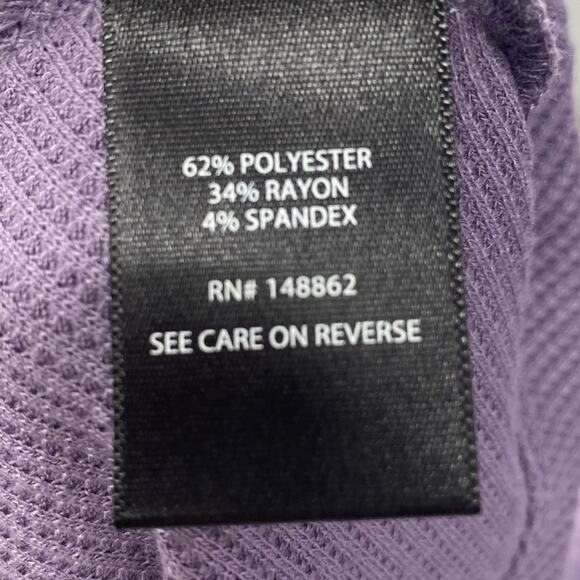 62% POLYESTER
34% RAYON
4% SPANDEX
RN# 148862
SEE CARE ON REVERSE